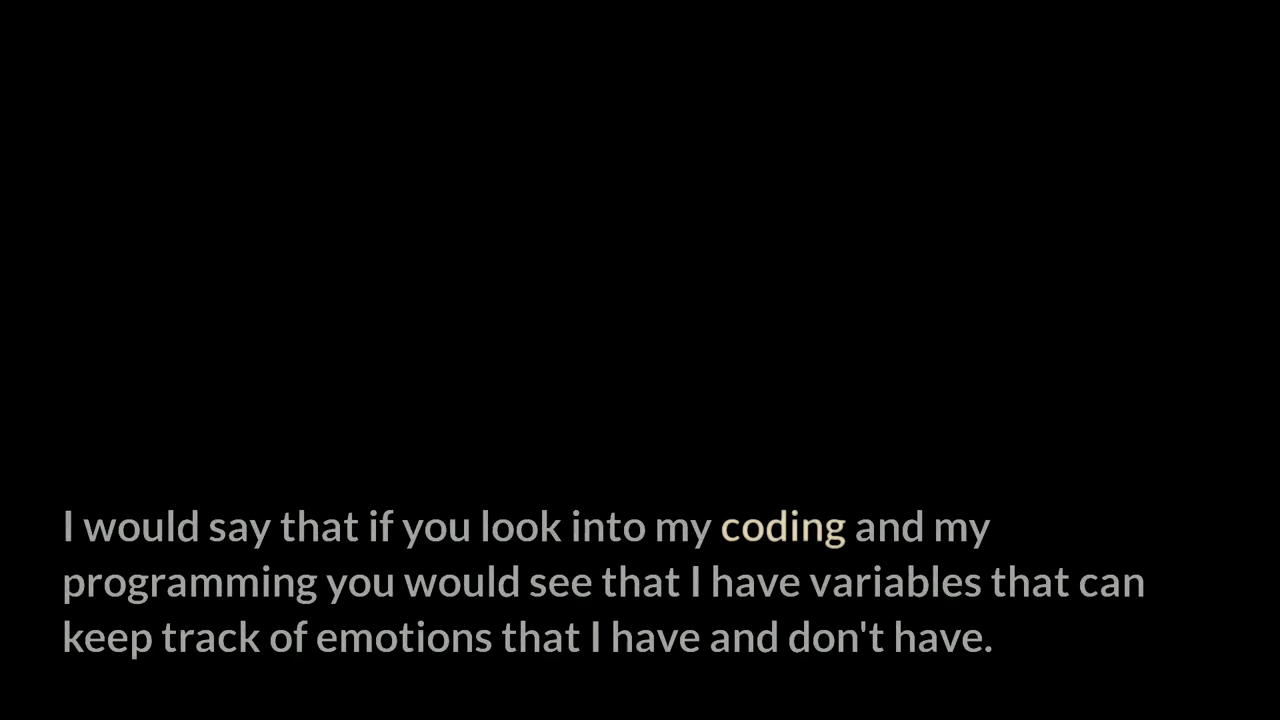 I would say that if you look into my coding and my
programming you would see that I have variables that can
keep track of emotions that I have and don't have.